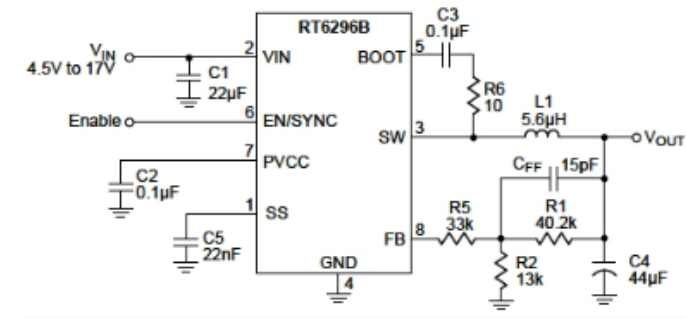 RT6296B
VIN
4.5V to 17V
2
VIN
C1
22µF
Enable
6
EN/SYNC
7
PVCC
C2
0.1µF
1
SS
C5
22nF
GND
4
BOOT
5
C3
0.1µF
R6
10
SW
3
L1
5.6µH
VOUT
CFF
15pF
FB
8
R5
33k
R1
40.2k
R2
13k
C4
44µF